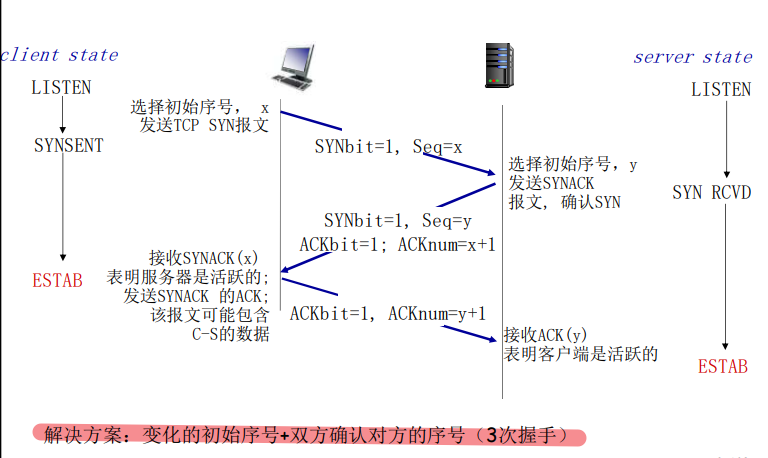 client state
server state
LISTEN
LISTEN
选择初始序号， x
发送TCP SYN报文
SYNSENT
SYNbit=1, Seq=x
选择初始序号，y
发送SYNACK
报文, 确认SYN
SYN RCVD
SYNbit=1, Seq=y
ACKbit=1; ACKnum=x+1
接收SYNACK(x)
表明服务器是活跃的;
发送SYNACK 的ACK;
该报文可能包含
C-S的数据
ESTAB
ACKbit=1, ACKnum=y+1
接收ACK(y)
表明客户端是活跃的
ESTAB
解决方案：变化的初始序号+双方确认对方的序号（3次握手）